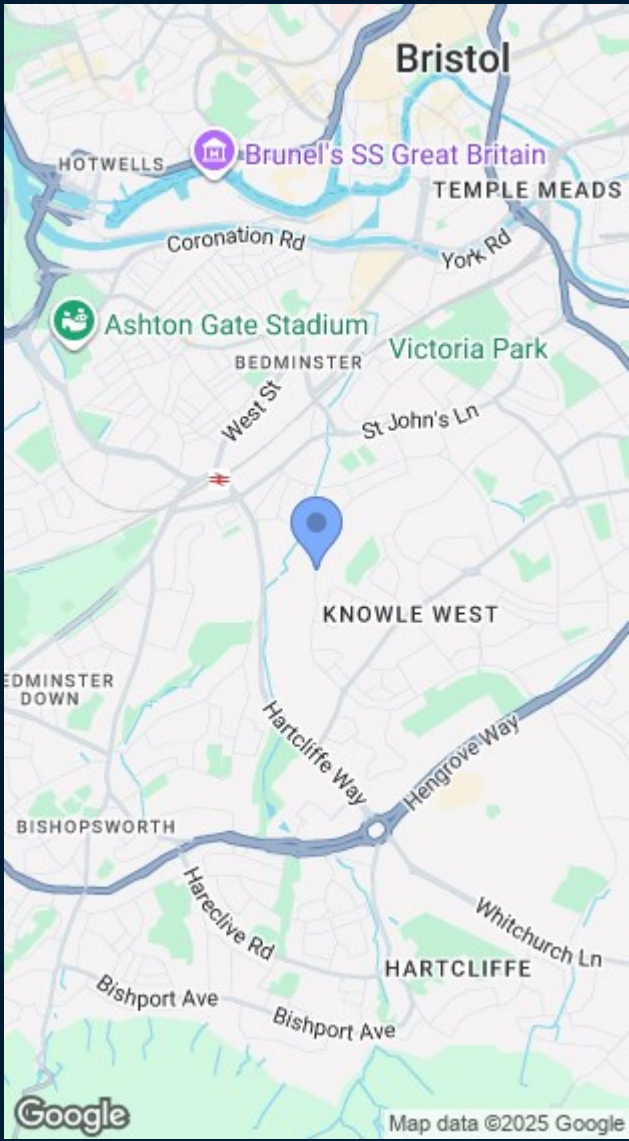 Bristol
HOTWELLS
Brunel's SS Great Britain
TEMPLE MEADS
Coronation Rd
York Rd
Ashton Gate Stadium
Victoria Park
BEDMINSTER
West St
St John's Ln
KNOWLE WEST
EDMINSTER
DOWN
Hartcliffe Way
Hengrove Way
BISHOPSWORTH
Hareclive Rd
Whitchurch Ln
HARTCLIFFE
Bishport Ave
Bishport Ave
Google
Map data ©2025 Google